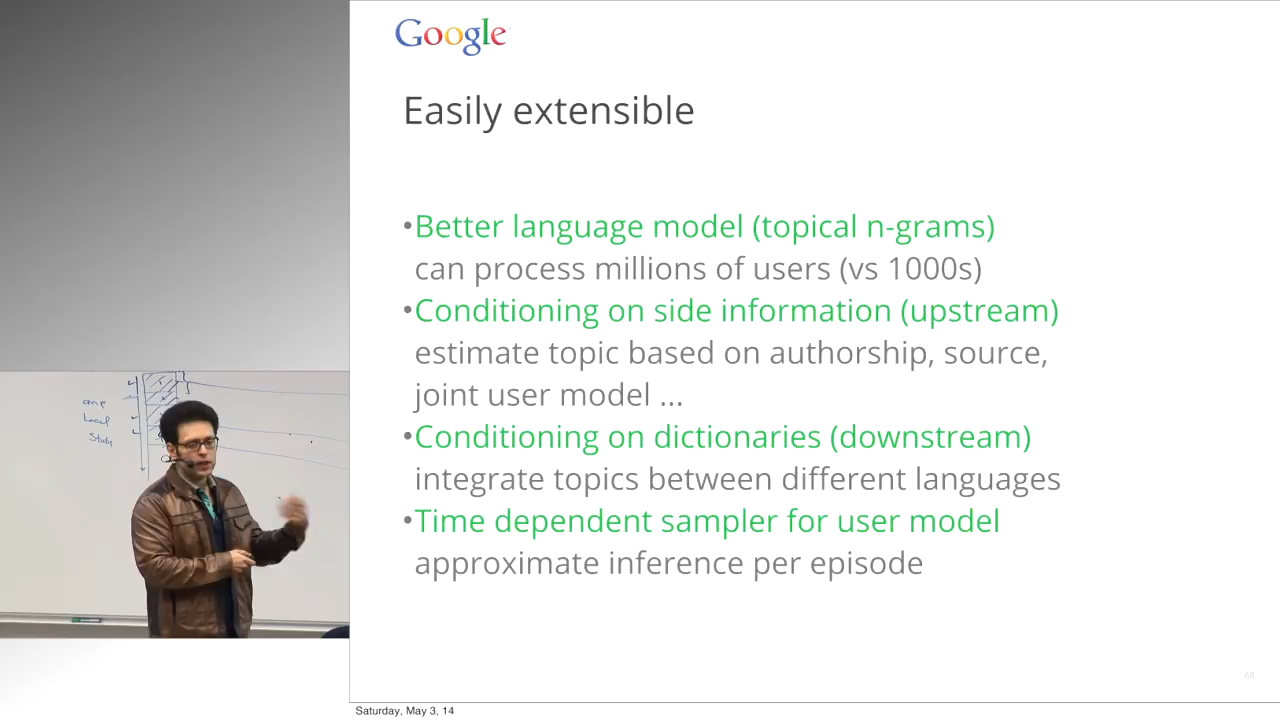 Google
Easily extensible
•Better language model (topical n-grams)
can process millions of users (vs 1000s)
•Conditioning on side information (upstream)
estimate topic based on authorship, source,
joint user model ...
•Conditioning on dictionaries (downstream)
integrate topics between different languages
•Time dependent sampler for user model
approximate inference per episode
68
Saturday, May 3, 14
Local